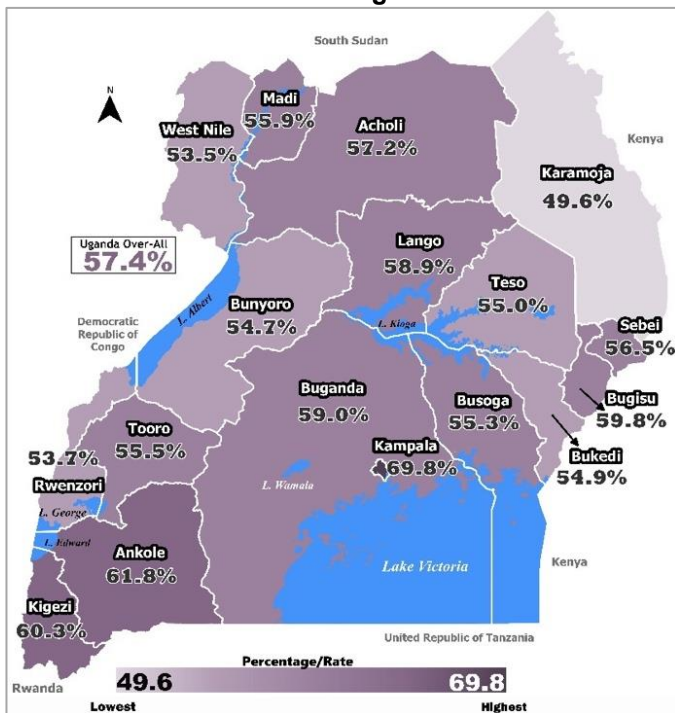 South Sudan
N
Madi
55.9%
West Nile
53.5%
Acholi
57.2%
Kenya
Karamoja
49.6%
Uganda Over-All
57.4%
Lango
58.9%
Teso
55.0%
L. Albert
Bunyoro
54.7%
L. Kioga
Democratic
Republic of
Congo
Sebei
56.5%
Buganda
59.0%
Busoga
55.3%
Bugisu
59.8%
Tooro
55.5%
53.7%
Rwenzori
Kampala
69.8%
Bukedi
54.9%
L. Wamala
L. George
L. Edward
Ankole
61.8%
Lake Victoria
Kenya
Kigezi
60.3%
United Republic of Tanzania
Percentage/Rate
49.6
69.8
Rwanda
Lowest
Highest